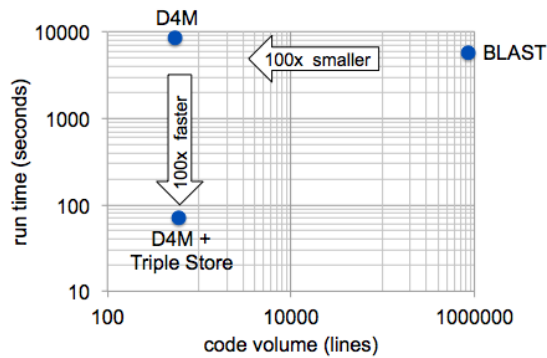 D4M
10000
BLAST
100x smaller
1000
100x faster
run time (seconds)
100
D4M +
Triple Store
10
100
10000
1000000
code volume (lines)